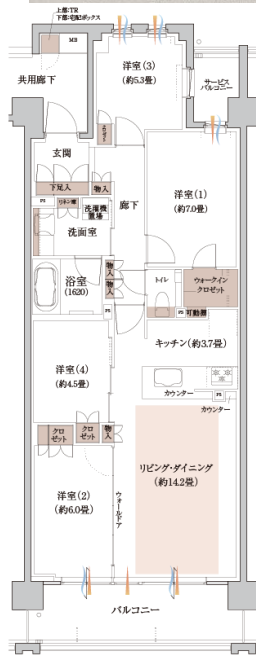 上部:TR
下部:宅配ボックス
MB
共用廊下
洋室(3)
(約5.3畳)
サービス
バルコニー
玄関
下足入
物入
廊下
洋室(1)
(約7.0畳)
PS
リネン庫
洗濯機
置場
洗面室
浴室
(1620)
物入
物入
トイレ
ウォークイン
クロゼット
PS
PS
可動棚
キッチン(約3.7畳)
洋室(4)
(約4.5畳)
カウンター
PS
カウンター
クロ
ゼット
クロ
ゼット
物入
リビング・ダイニング
(約14.2畳)
洋室(2)
(約6.0畳)
ウォールドア
バルコニー